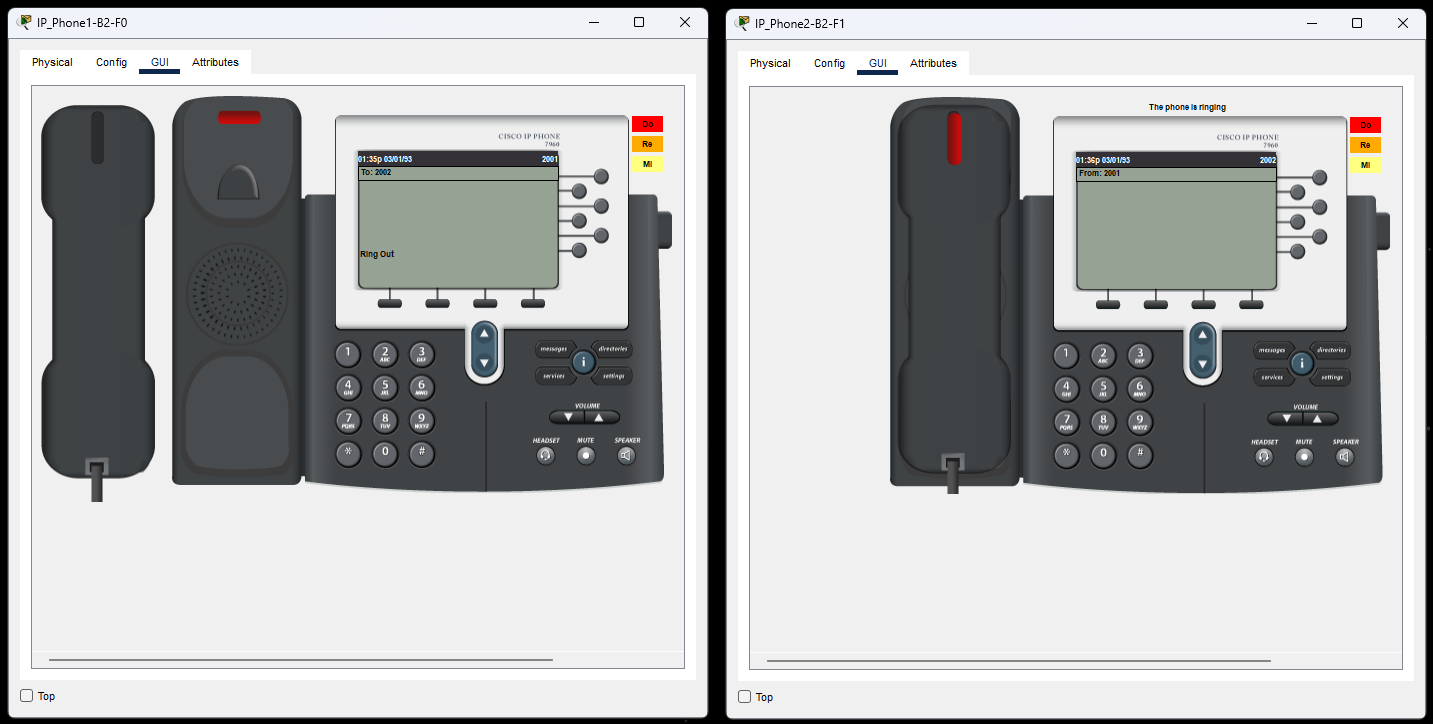 IP_Phone1-B2-F0
Physical Config GUI Attributes
CISCO IP PHONE
7960
Do
Re
MI
01:35p 03/01/93 2001
To: 2002
Ring Out
1 2 ABC 3 DEF
4 GHI 5 JKL 6 MNO
7 PQRS 8 TUV 9 WXYZ
* 0 #
messages directories
i
services settings
VOLUME
HEADSET MUTE SPEAKER
Top
IP_Phone2-B2-F1
Physical Config GUI Attributes
The phone is ringing
CISCO IP PHONE
7960
Do
Re
MI
01:36p 03/01/93 2002
From: 2001
1 2 ABC 3 DEF
4 GHI 5 JKL 6 MNO
7 PQRS 8 TUV 9 WXYZ
* 0 #
messages directories
i
services settings
VOLUME
HEADSET MUTE SPEAKER
Top